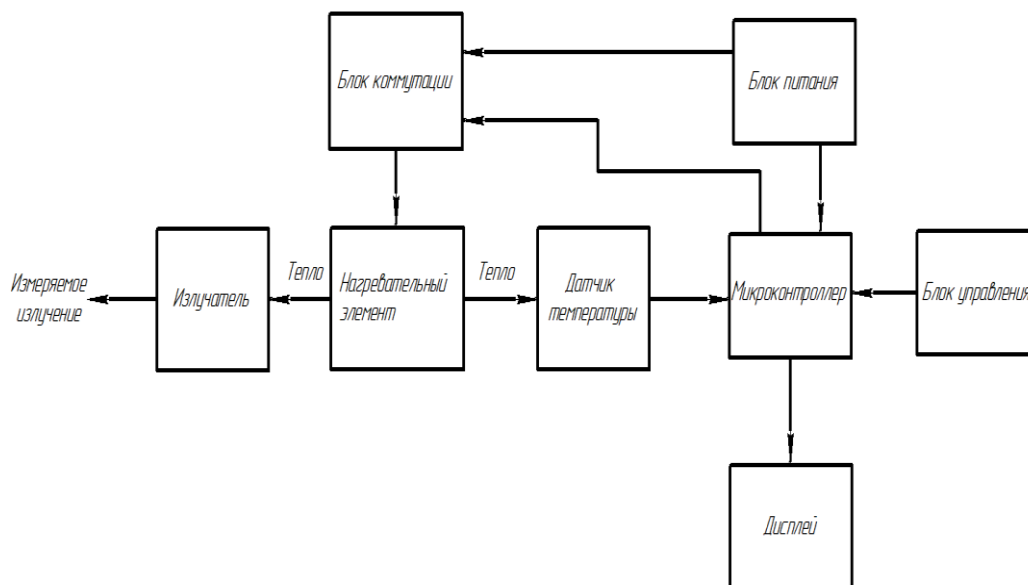 Блок коммутации
Блок питания
Измеряемое
излучение
Излучатель
Тепло
Нагревательный
элемент
Тепло
Датчик
температуры
Микроконтроллер
Блок управления
Дисплей